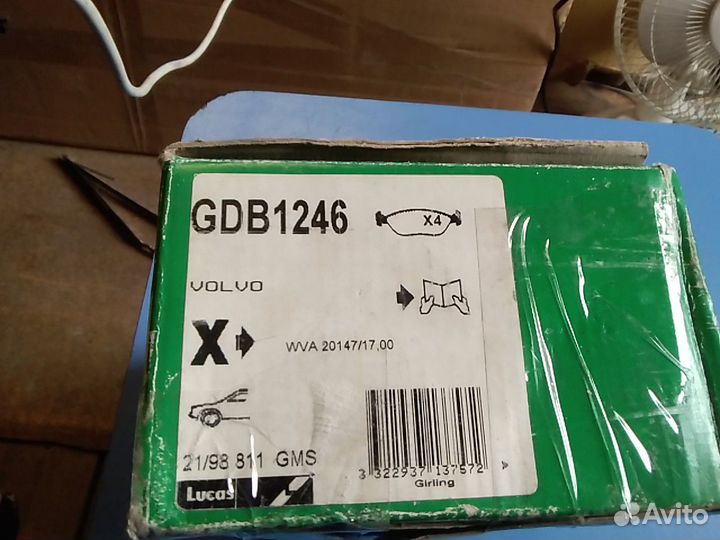 GDB1246
X4
VOLVO
X
WVA 20147/17,00
21/98 811 GMS
3 322937 137572
Girling
Lucas
Avito